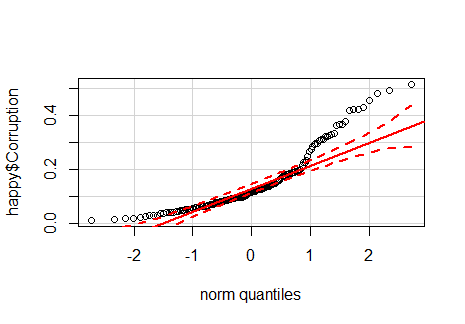 happy$Corruption
0.4
0.2
0.0
-2 -1 0 1 2
norm quantiles